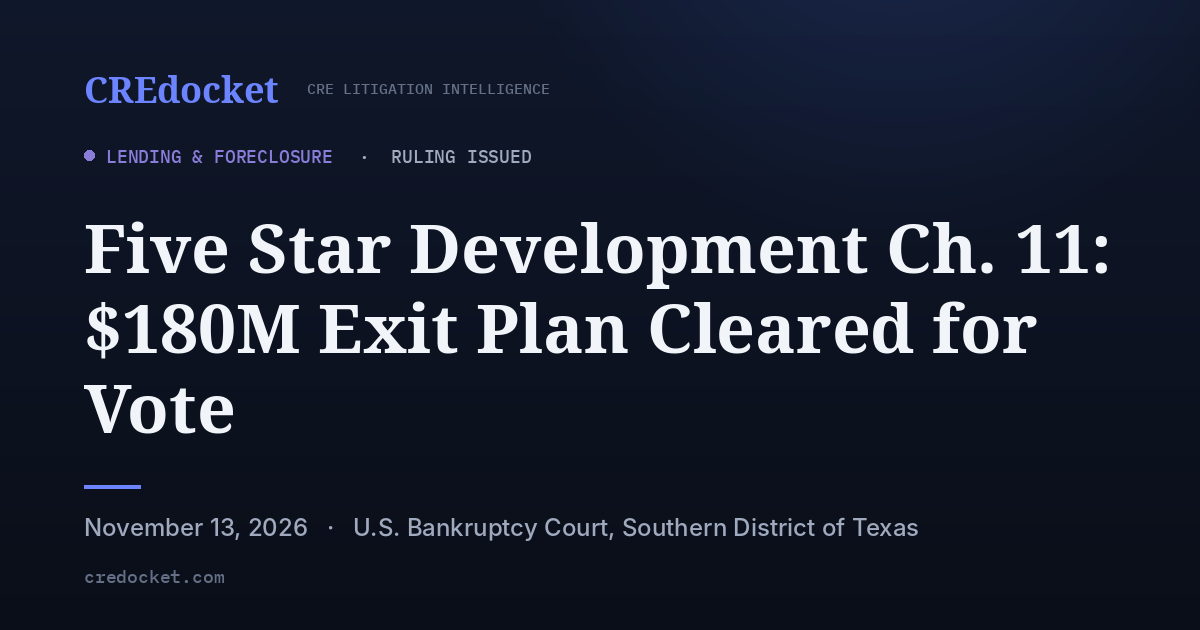 CREdocket CRE LITIGATION INTELLIGENCE
LENDING & FORECLOSURE · RULING ISSUED
Five Star Development Ch. 11:
$180M Exit Plan Cleared for
Vote
November 13, 2026 · U.S. Bankruptcy Court, Southern District of Texas
credocket.com